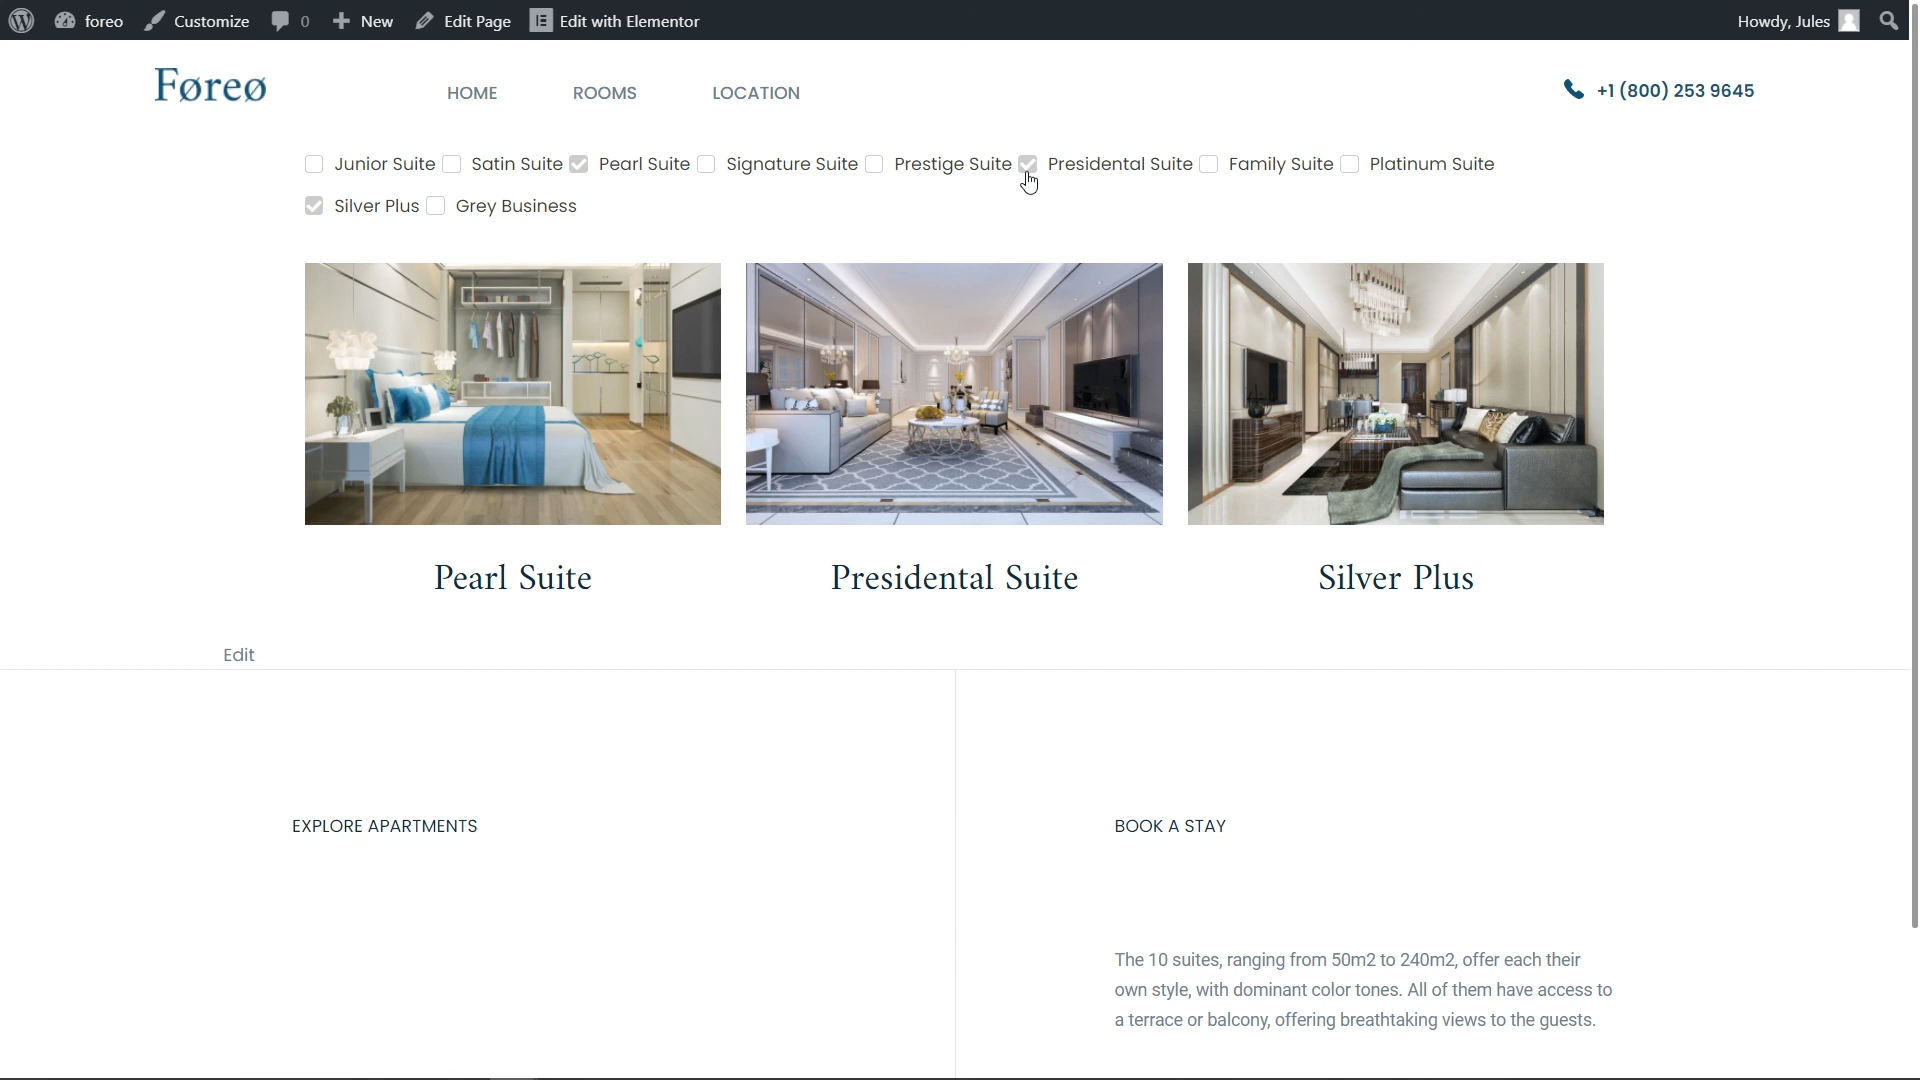 foreo Customize 0 New Edit Page Edit with Elementor Howdy, Jules
Føreø HOME ROOMS LOCATION +1 (800) 253 9645
Junior Suite Satin Suite Pearl Suite Signature Suite Prestige Suite Presidental Suite Family Suite Platinum Suite
Silver Plus Grey Business
Pearl Suite Presidental Suite Silver Plus
Edit
EXPLORE APARTMENTS
BOOK A STAY
The 10 suites, ranging from 50m2 to 240m2, offer each their
own style, with dominant color tones. All of them have access to
a terrace or balcony, offering breathtaking views to the guests.